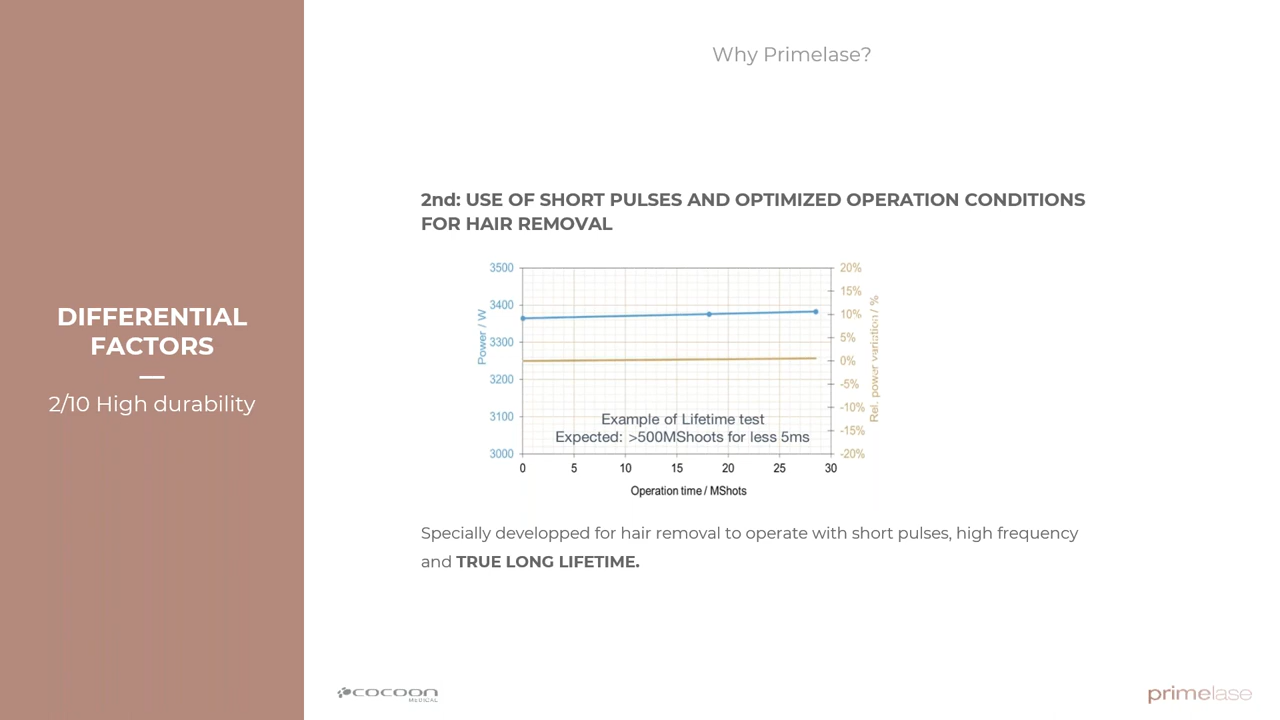 Why Primelase?
DIFFERENTIAL
FACTORS
2/10 High durability
2nd: USE OF SHORT PULSES AND OPTIMIZED OPERATION CONDITIONS
FOR HAIR REMOVAL
3500
3400
3300
3200
3100
3000
Power / W
20%
15%
10%
5%
0%
-5%
-10%
-15%
-20%
Rel. power variation / %
Example of Lifetime test
Expected: >500MShoots for less 5ms
0 5 10 15 20 25 30
Operation time / MShots
Specially developped for hair removal to operate with short pulses, high frequency
and TRUE LONG LIFETIME.
cocoon
MEDICAL
primelase